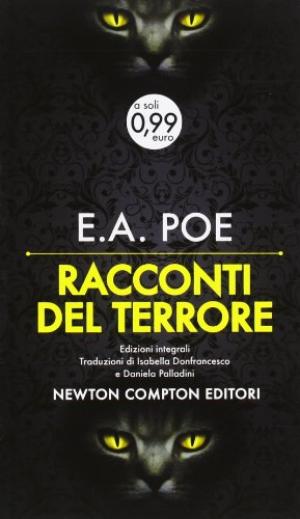 a soli
0,99
euro
E.A. POE
RACCONTI
DEL TERRORE
Edizioni integrali
Traduzioni di Isabella Donfrancesco
e Daniela Palladini
NEWTON COMPTON EDITORI